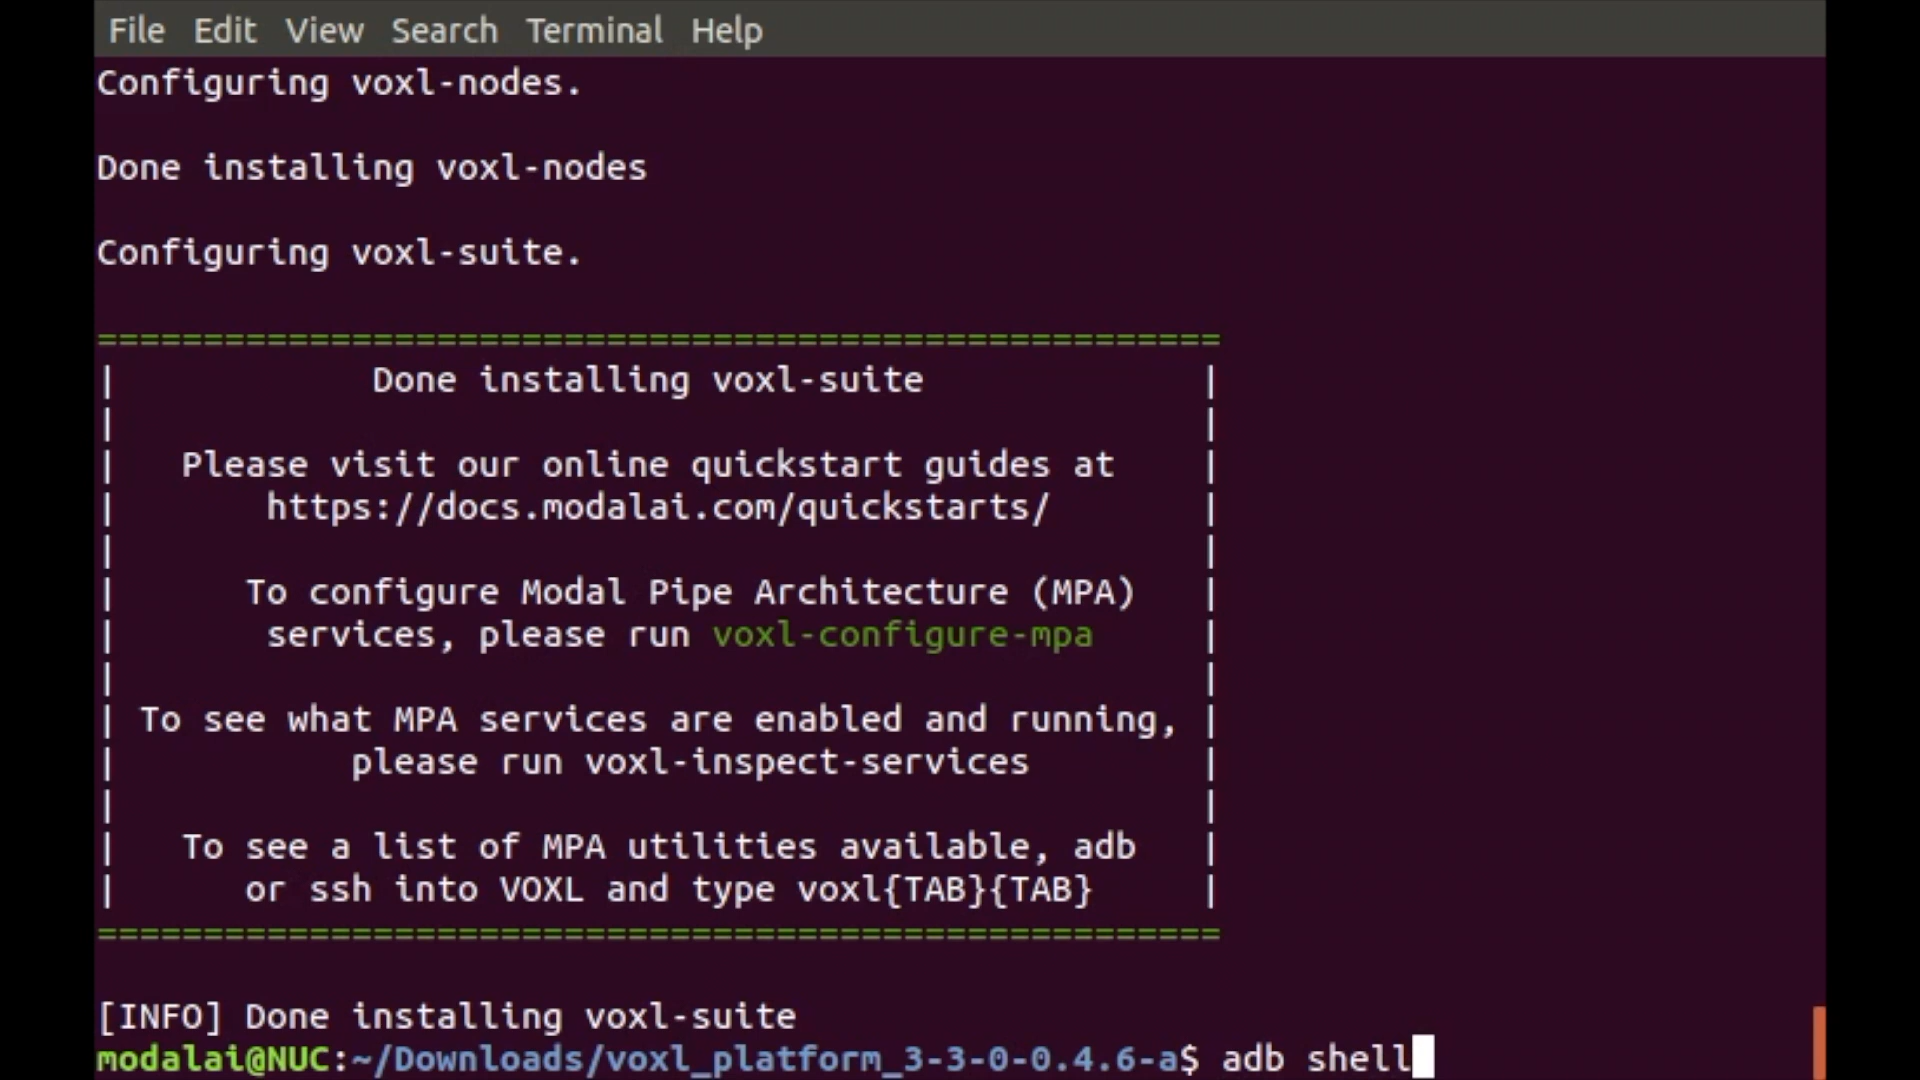 File Edit View Search Terminal Help
Configuring voxl-nodes.
Done installing voxl-nodes
Configuring voxl-suite.
=====================================================
| Done installing voxl-suite |
| |
| Please visit our online quickstart guides at |
| https://docs.modalai.com/quickstarts/ |
| |
| To configure Modal Pipe Architecture (MPA) |
| services, please run voxl-configure-mpa |
| |
| To see what MPA services are enabled and running, |
| please run voxl-inspect-services |
| |
| To see a list of MPA utilities available, adb |
| or ssh into VOXL and type voxl{TAB}{TAB} |
=====================================================
[INFO] Done installing voxl-suite
modalai@NUC:~/Downloads/voxl_platform_3-3-0-0.4.6-a$ adb shell